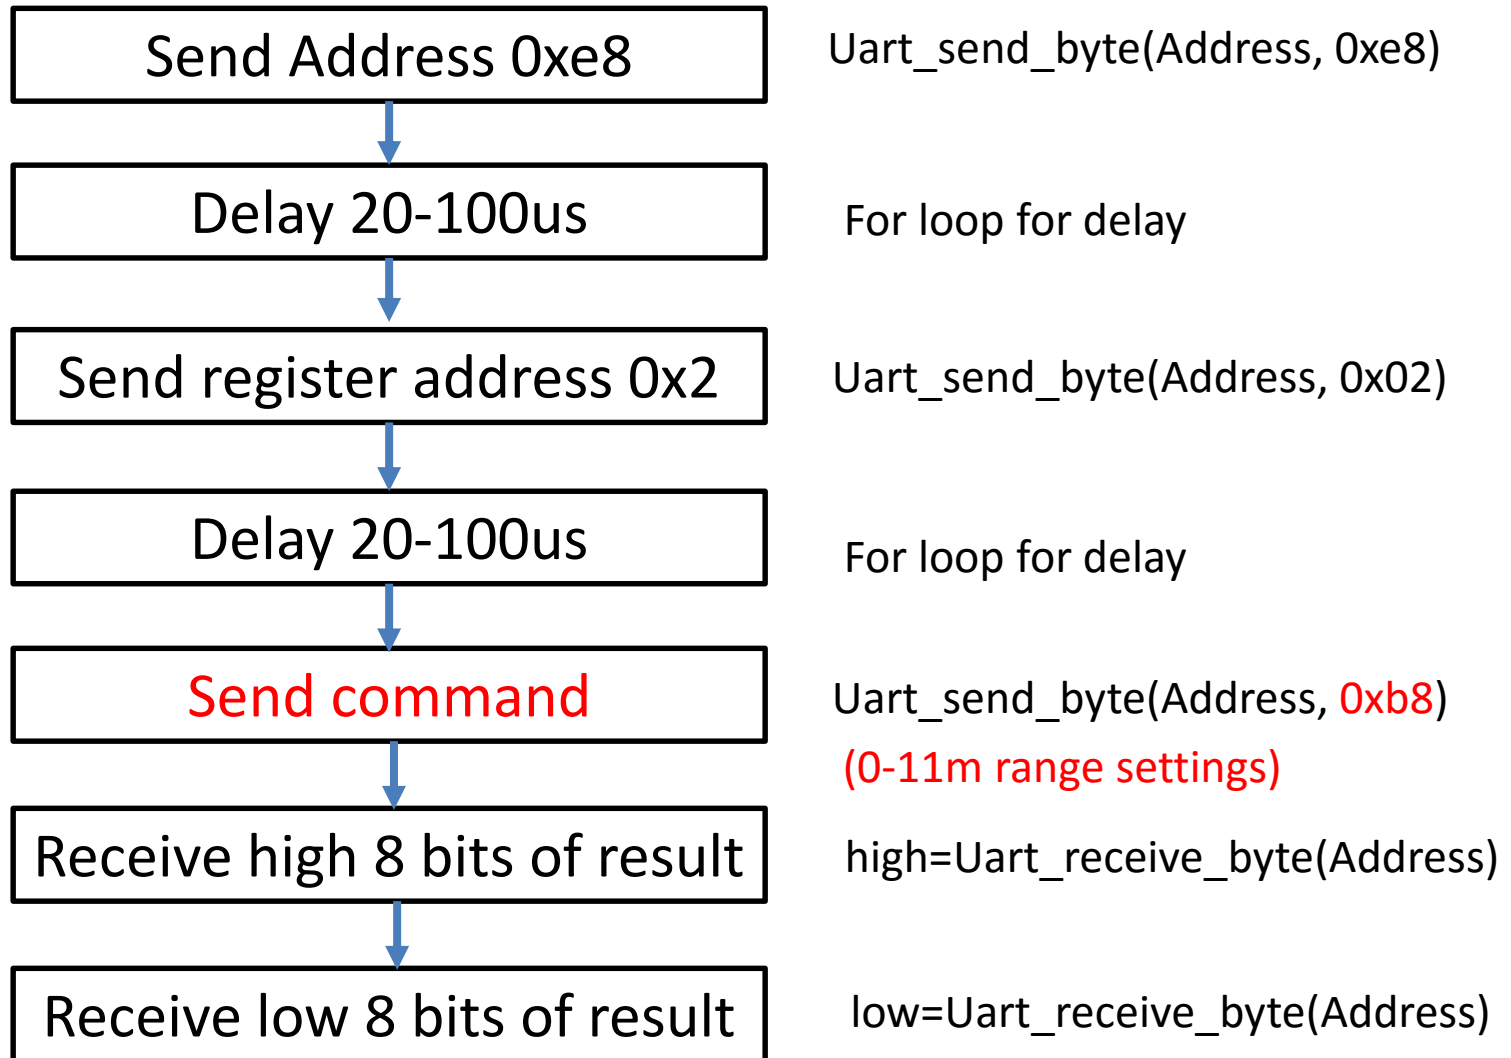 Send Address 0xe8
Uart_send_byte(Address, 0xe8)
Delay 20-100us
For loop for delay
Send register address 0x2
Uart_send_byte(Address, 0x02)
Delay 20-100us
For loop for delay
Send command
Uart_send_byte(Address, 0xb8)
(0-11m range settings)
Receive high 8 bits of result
high=Uart_receive_byte(Address)
Receive low 8 bits of result
low=Uart_receive_byte(Address)